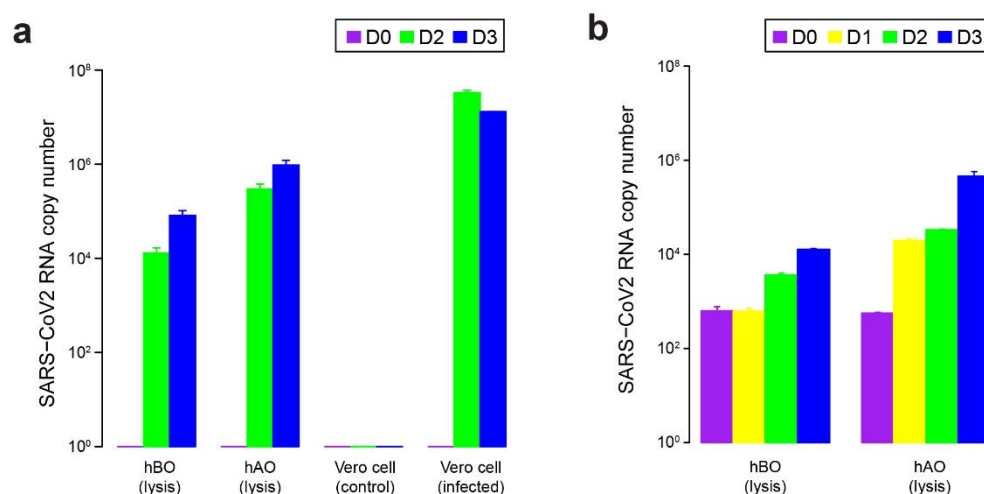 a
D0 D2 D3
SARS−CoV2 RNA copy number
10⁸
10⁶
10⁴
10²
10⁰
hBO
(lysis)
hAO
(lysis)
Vero cell
(control)
Vero cell
(infected)
b
D0 D1 D2 D3
SARS−CoV2 RNA copy number
10⁸
10⁶
10⁴
10²
10⁰
hBO
(lysis)
hAO
(lysis)